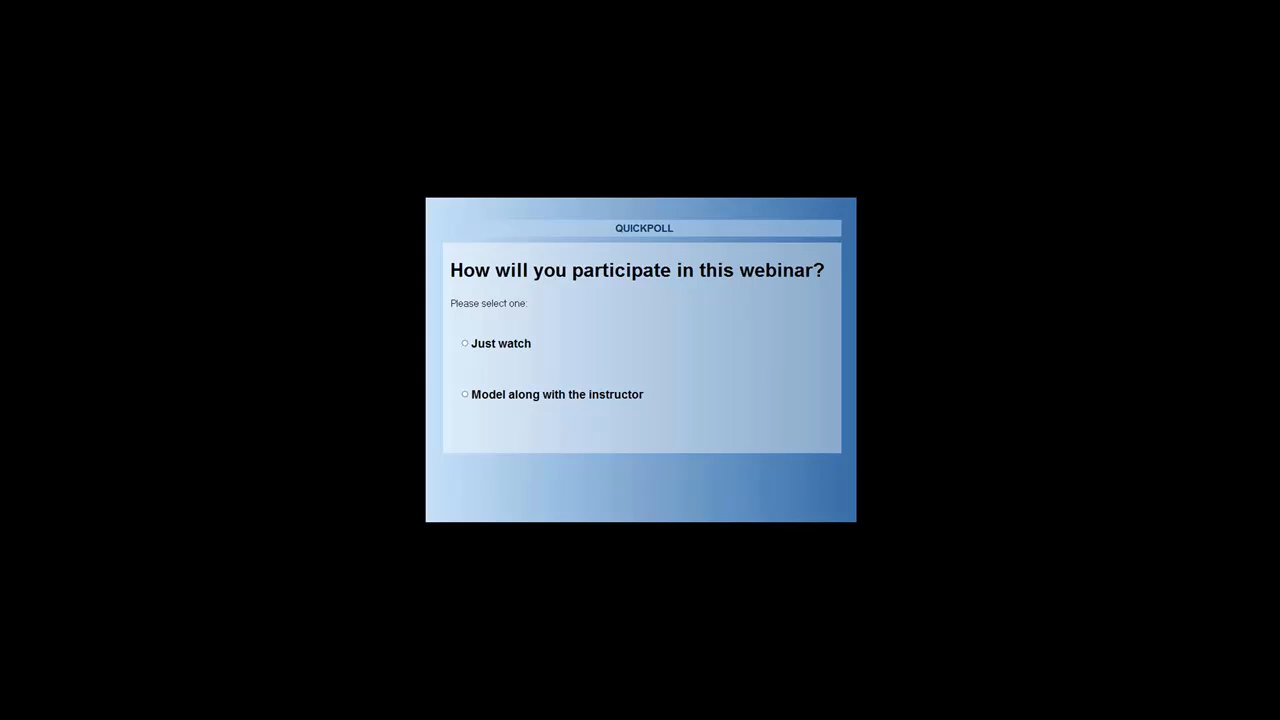 QUICKPOLL
How will you participate in this webinar?
Please select one:
Just watch
Model along with the instructor